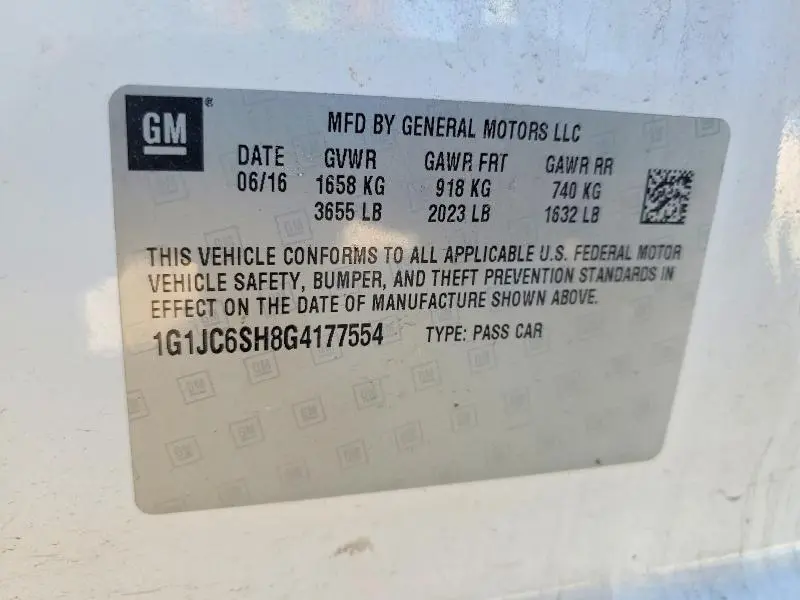 GM®
MFD BY GENERAL MOTORS LLC
DATE GVWR GAWR FRT GAWR RR
06/16 1658 KG 918 KG 740 KG
3655 LB 2023 LB 1632 LB
THIS VEHICLE CONFORMS TO ALL APPLICABLE U.S. FEDERAL MOTOR
VEHICLE SAFETY, BUMPER, AND THEFT PREVENTION STANDARDS IN
EFFECT ON THE DATE OF MANUFACTURE SHOWN ABOVE.
1G1JC6SH8G4177554 TYPE: PASS CAR